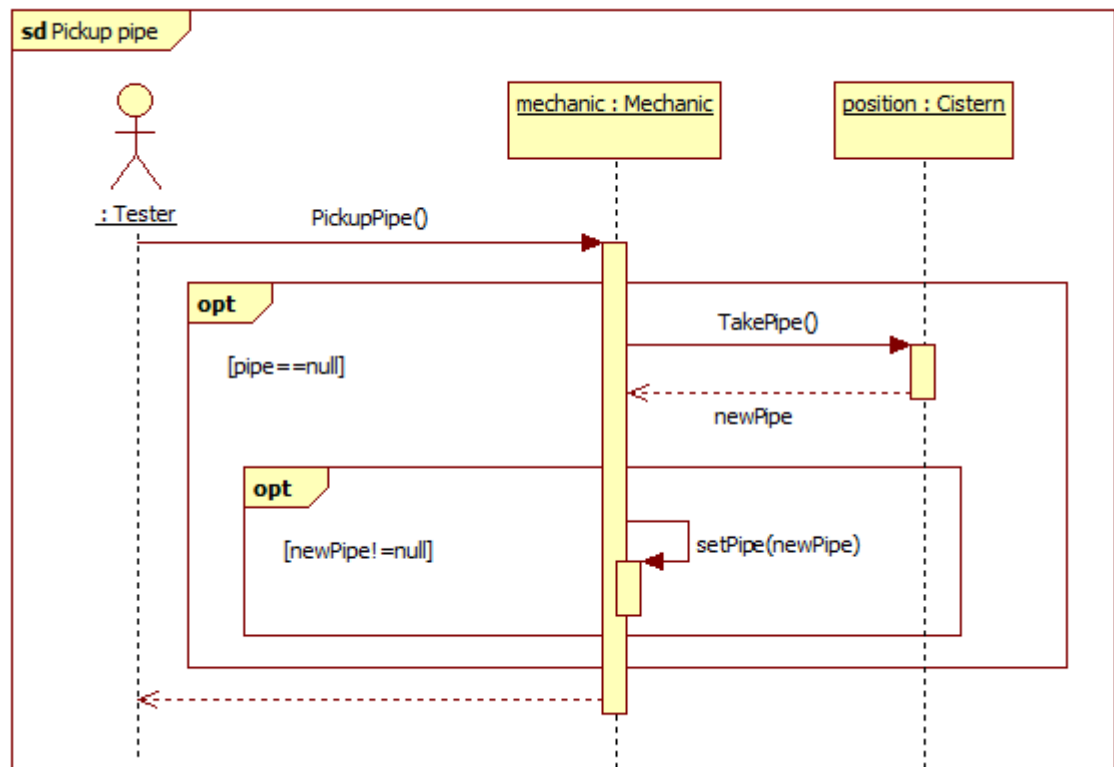 sd Pickup pipe
mechanic : Mechanic
position : Cistern
: Tester
PickupPipe()
opt
TakePipe()
[pipe==null]
newPipe
opt
setPipe(newPipe)
[newPipe!=null]